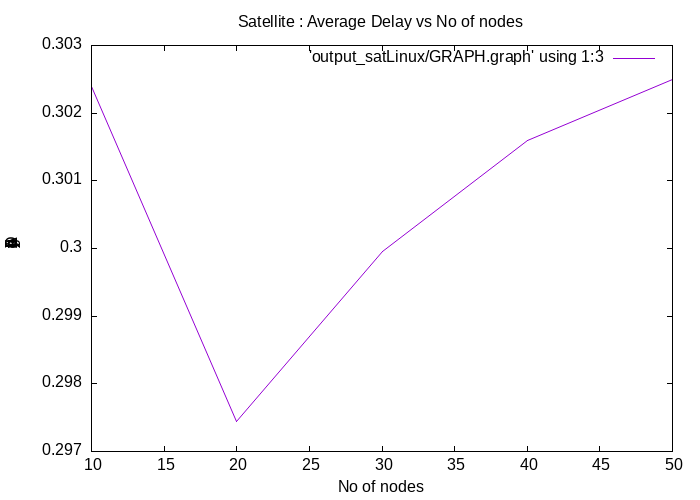 Satellite : Average Delay vs No of nodes
'output_satLinux/GRAPH.graph' using 1:3
0.303
0.302
0.301
0.3
0.299
0.298
0.297
10 15 20 25 30 35 40 45 50
No of nodes